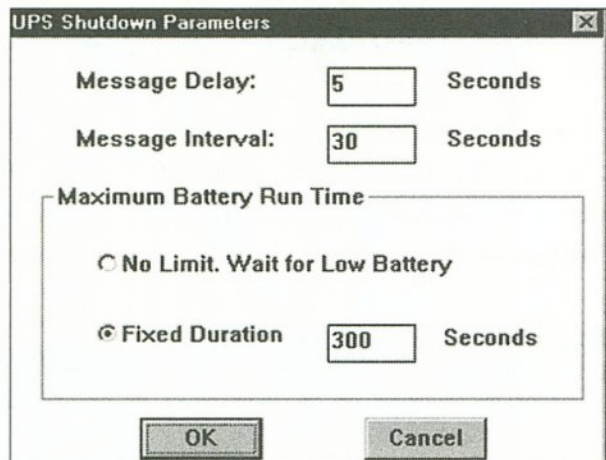 UPS Shutdown Parameters
Message Delay: 5 Seconds
Message Interval: 30 Seconds
Maximum Battery Run Time
No Limit. Wait for Low Battery
Fixed Duration 300 Seconds
OK Cancel